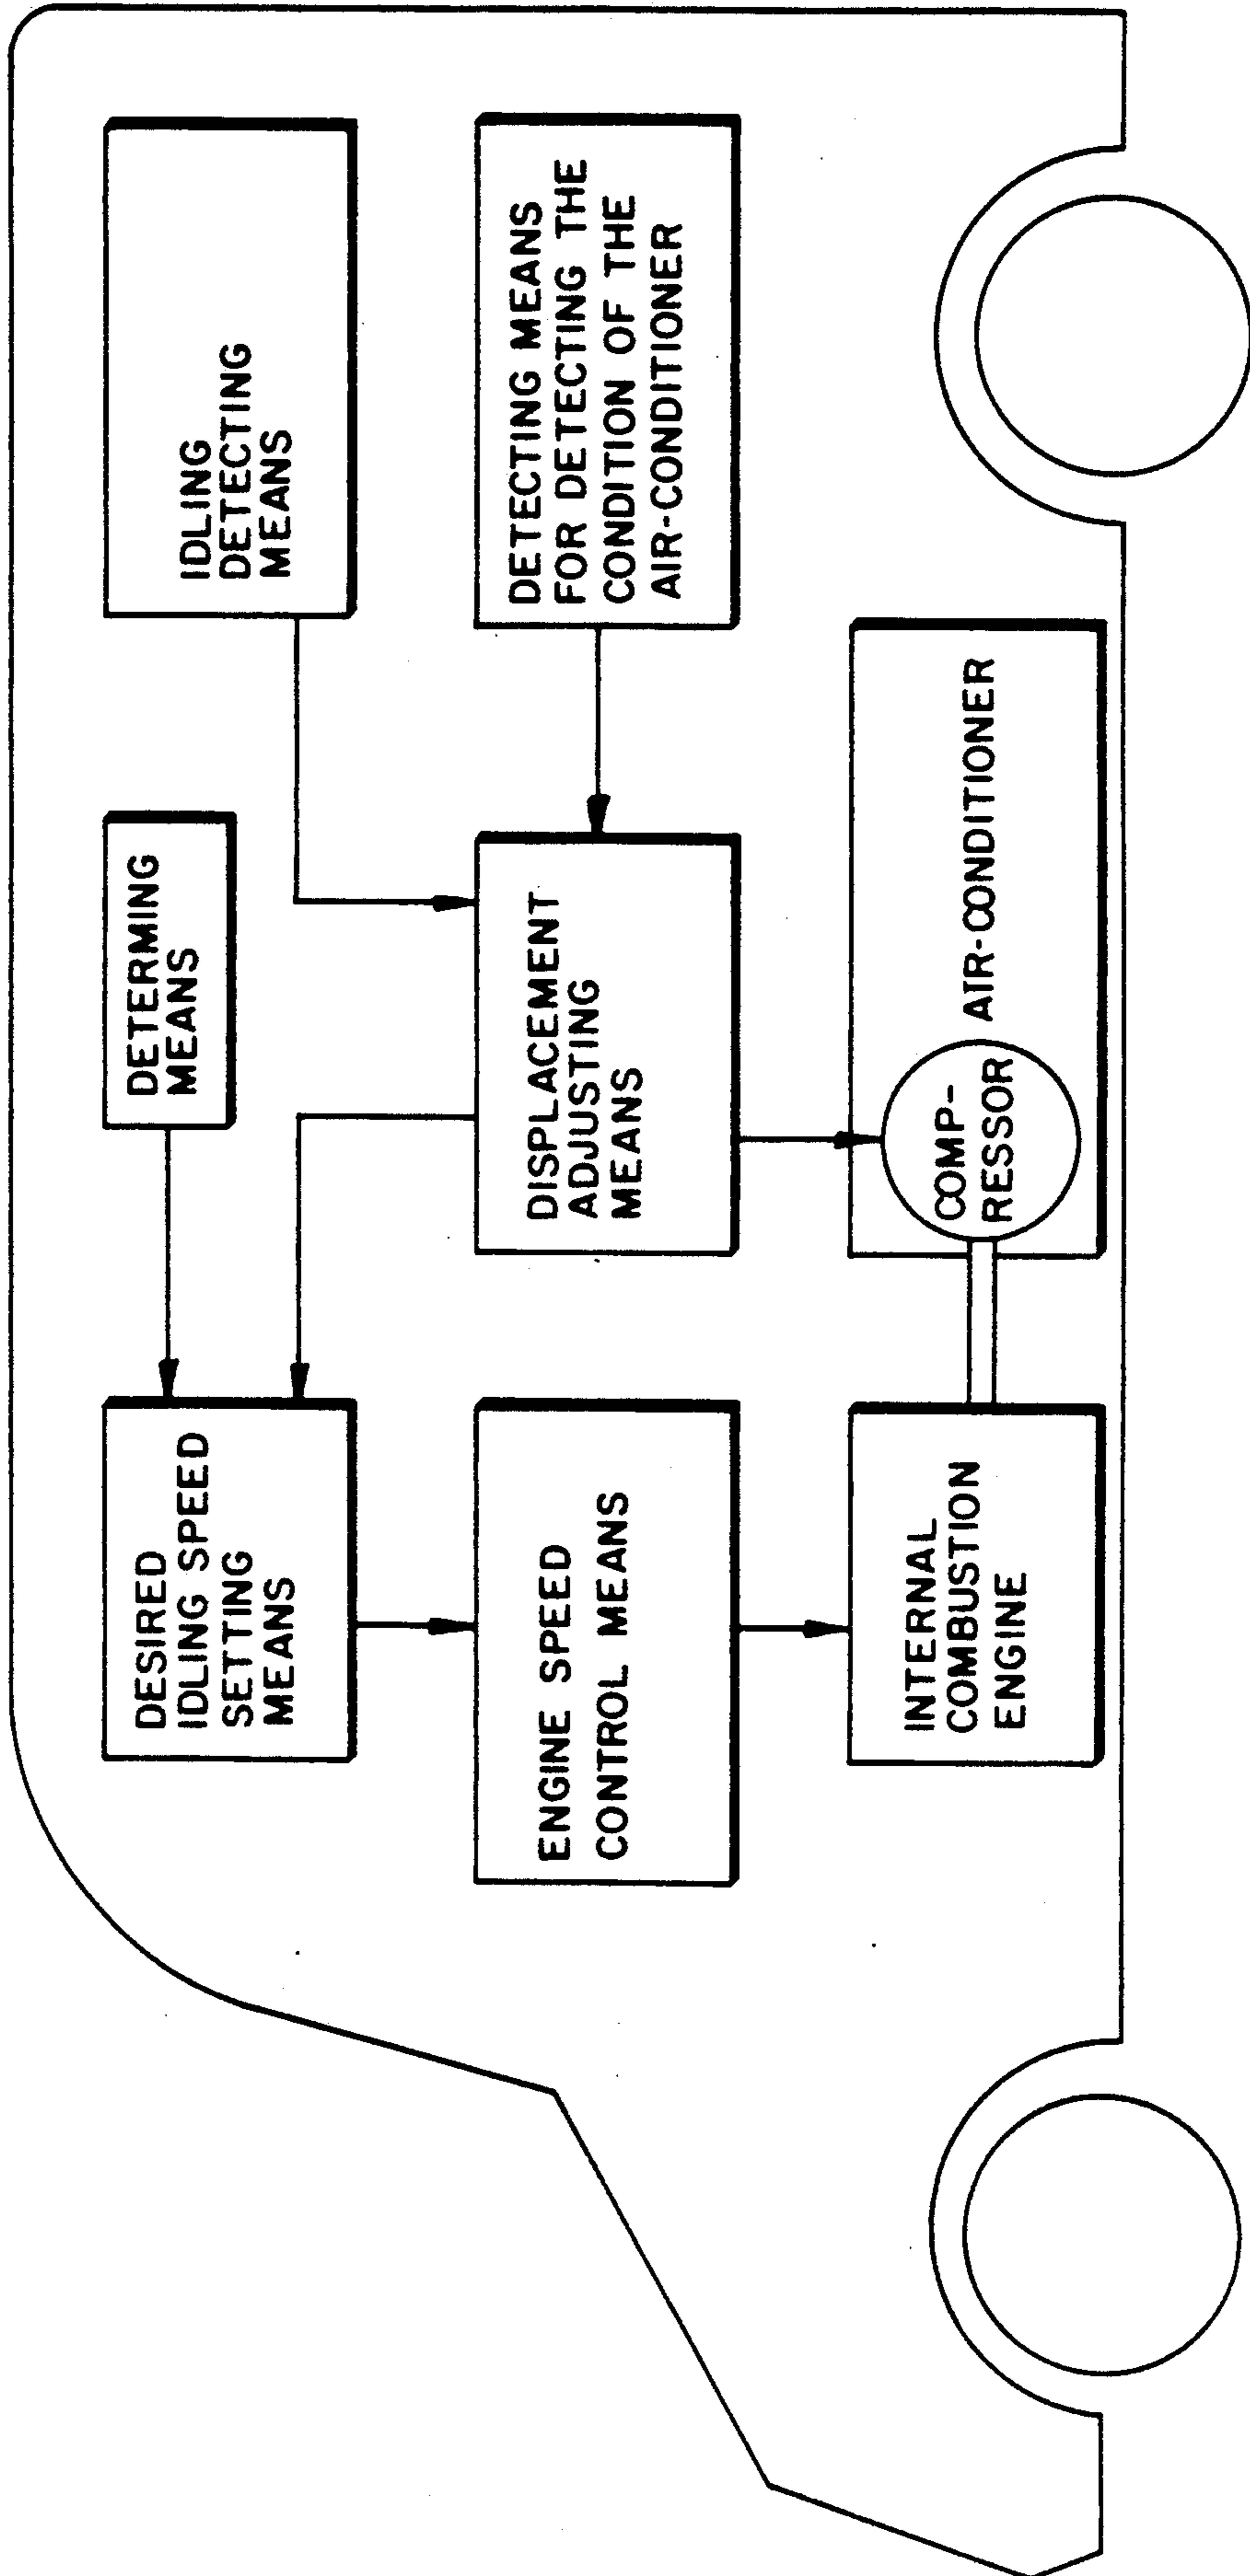 DESIRED
IDLING SPEED
SETTING
MEANS
DETERMING
MEANS
IDLING
DETECTING
MEANS
ENGINE SPEED
CONTROL MEANS
DISPLACEMENT
ADJUSTING
MEANS
DETECTING MEANS
FOR DETECTING THE
CONDITION OF THE
AIR-CONDITIONER
INTERNAL
COMBUSTION
ENGINE
COMP-
RESSOR
AIR-CONDITIONER